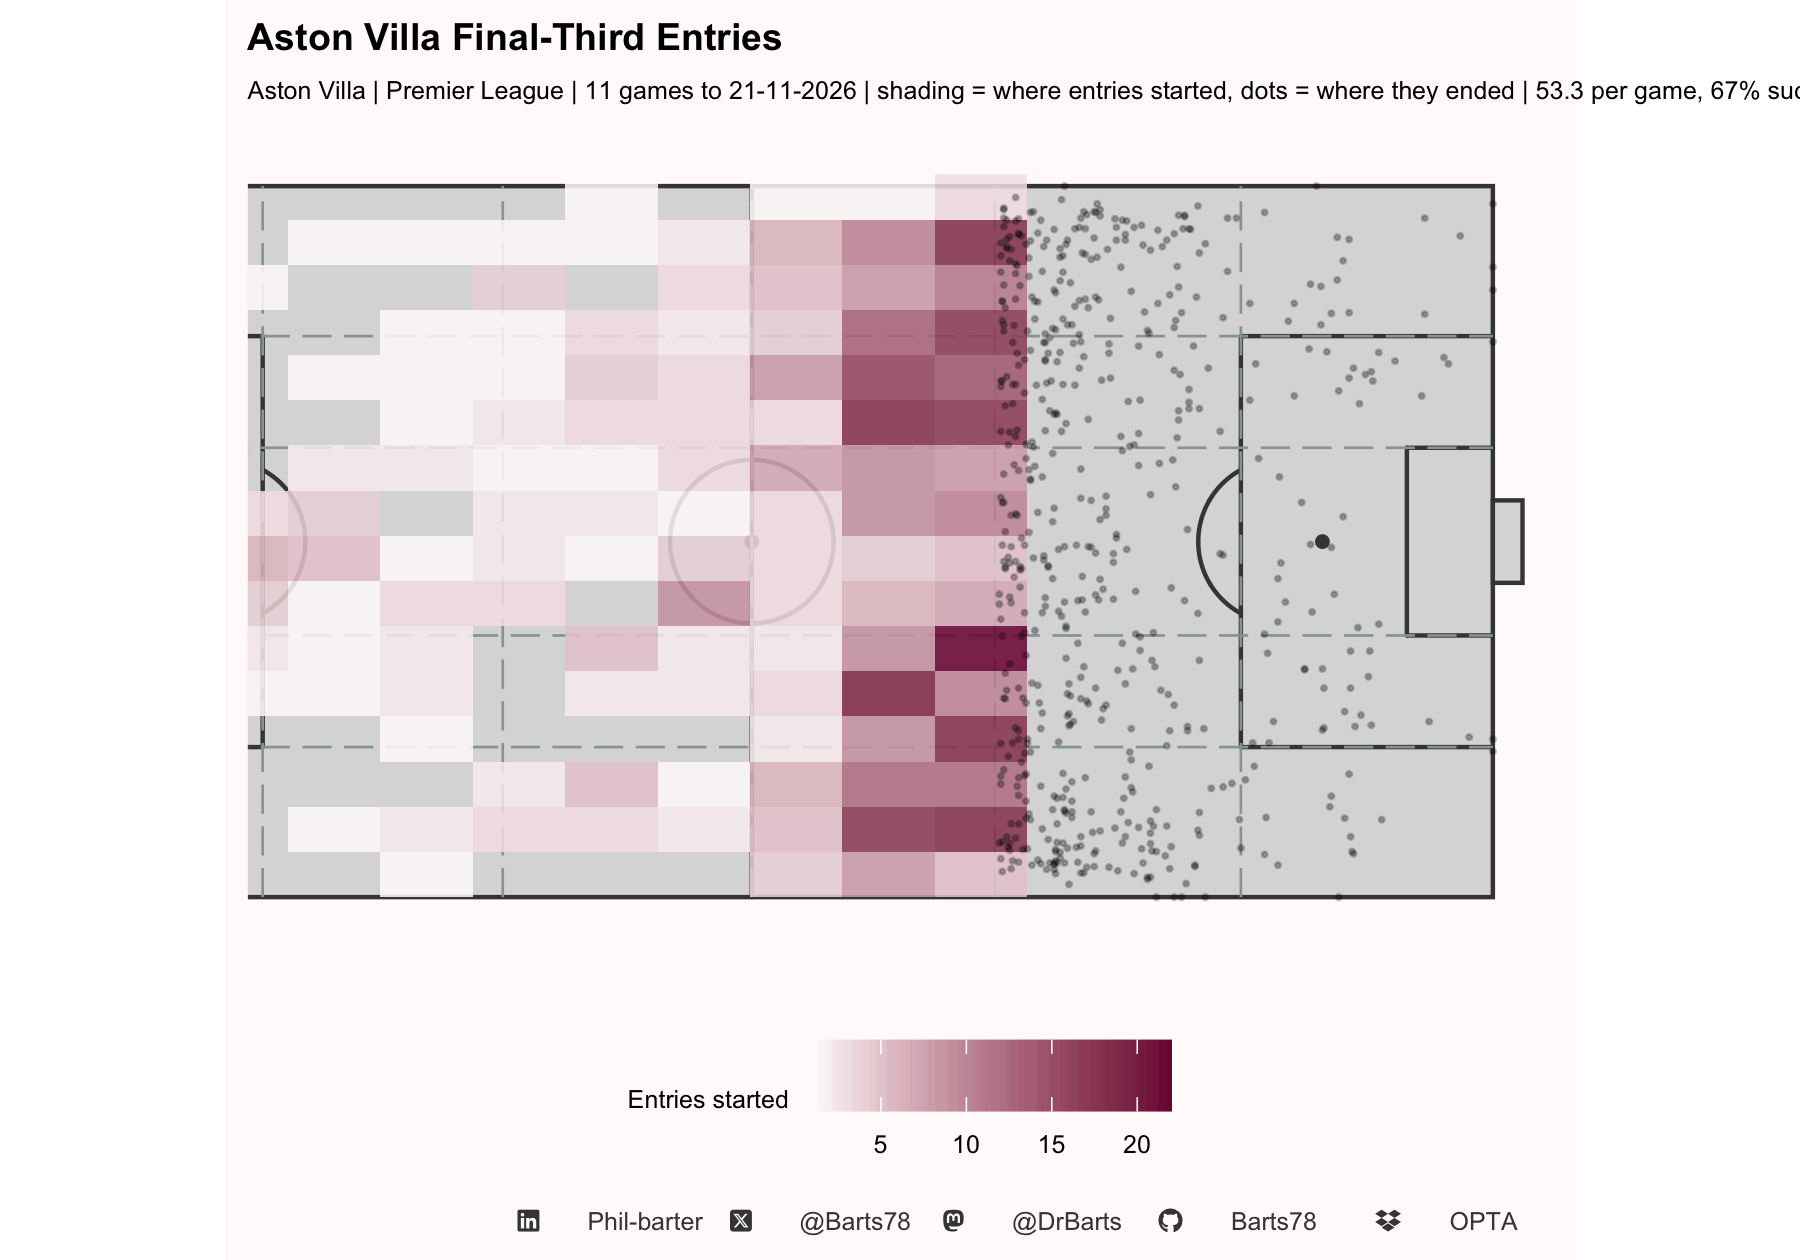 Aston Villa Final-Third Entries
Aston Villa | Premier League | 11 games to 21-11-2026 | shading = where entries started, dots = where they ended | 53.3 per game, 67% suc
Entries started
5 10 15 20
Phil-barter @Barts78 @DrBarts Barts78 OPTA